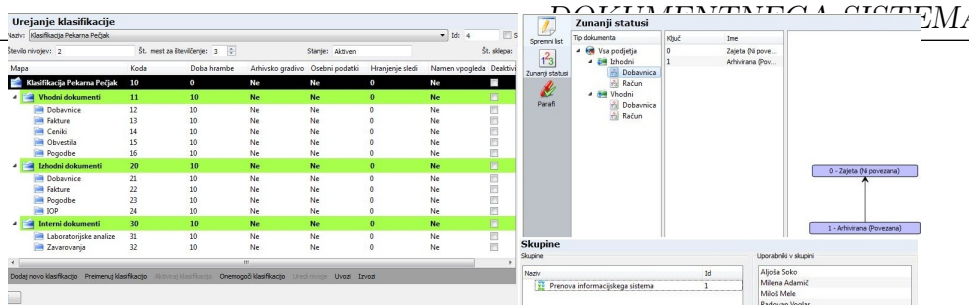 DOKUMENTNEGA SISTEMA
Urejanje klasifikacije
Naziv: Klasifikacija Pekarna Pečjak Id: 4 S
Število nivojev: 2 Št. mest za številčenje: 3 Stanje: Aktiven Št. sklepa:
Mapa Koda Doba hrambe Arhivsko gradivo Osebni podatki Hranjenje sledi Namen vpogleda Deaktivi
Klasifikacija Pekarna Pečjak 10 0 Ne Ne 0 Ne
Vhodni dokumenti 11 10 Ne Ne 0 Ne
Dobavnice 12 10 Ne Ne 0 Ne
Fakture 13 10 Ne Ne 0 Ne
Ceniki 14 10 Ne Ne 0 Ne
Obvestila 15 10 Ne Ne 0 Ne
Pogodbe 16 10 Ne Ne 0 Ne
Izhodni dokumenti 20 10 Ne Ne 0 Ne
Dobavnice 21 10 Ne Ne 0 Ne
Fakture 22 10 Ne Ne 0 Ne
Pogodbe 23 10 Ne Ne 0 Ne
IOP 24 10 Ne Ne 0 Ne
Interni dokumenti 30 10 Ne Ne 0 Ne
Laboratorijske analize 31 10 Ne Ne 0 Ne
Zavarovanja 32 10 Ne Ne 0 Ne
Dodaj novo klasifikacijo Preimenuj klasifikacijo Aktiviraj klasifikacijo Onemogoči klasifikacijo Uredi nivoje Uvozi Izvozi
Spremni list
Zunanji statusi
Parafi
Zunanji statusi
Tip dokumenta
Vsa podjetja
Izhodni
Dobavnica
Račun
Vhodni
Dobavnica
Račun
Ključ Ime
0 Zajeta (Ni pove...
1 Arhivirana (Pov...
0 - Zajeta (Ni povezana)
1 - Arhivirana (Povezana)
Skupine
Skupine
Naziv Id
Prenova informacijskega sistema 1
Uporabniki v skupini
Aljoša Soko
Milena Adamič
Miloš Mele
Radovan Voglar